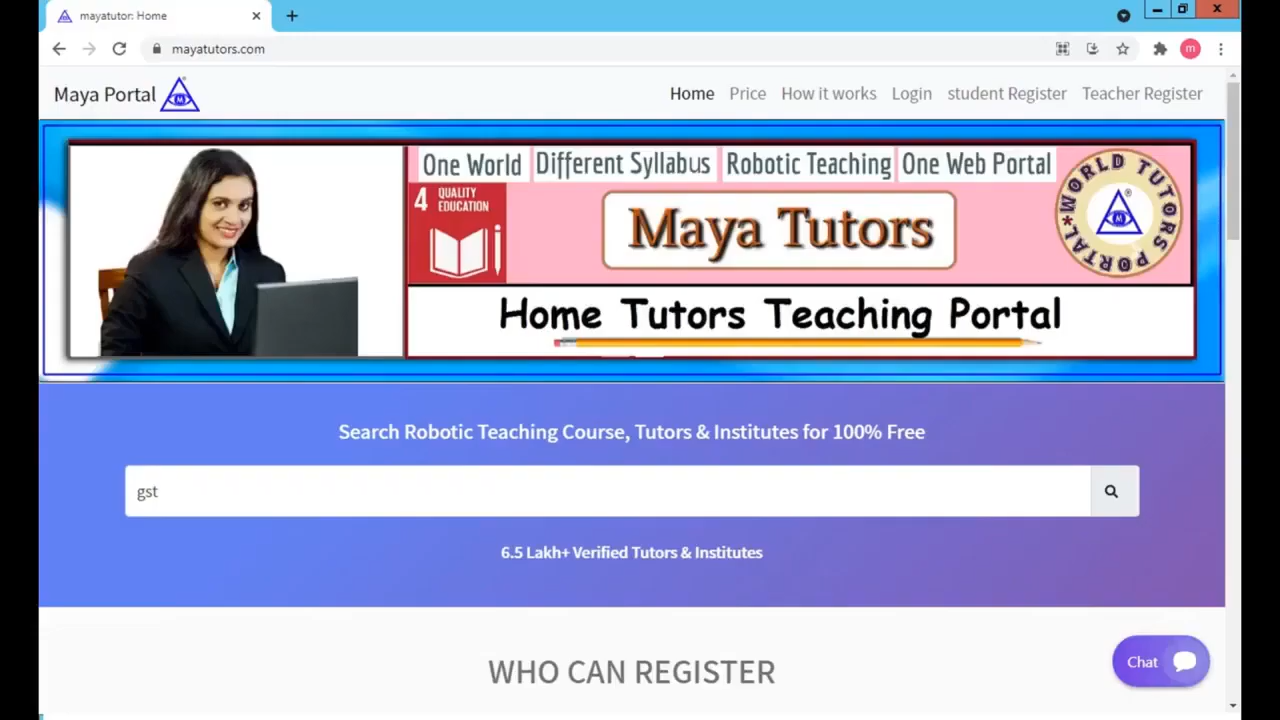 mayatutor: Home
mayatutors.com
m
Maya Portal
Home Price How it works Login student Register Teacher Register
One World Different Syllabus Robotic Teaching One Web Portal
4 QUALITY EDUCATION
Maya Tutors
WORLD TUTORS PORTAL *
M
Home Tutors Teaching Portal
Search Robotic Teaching Course, Tutors & Institutes for 100% Free
gst
6.5 Lakh+ Verified Tutors & Institutes
WHO CAN REGISTER
Chat